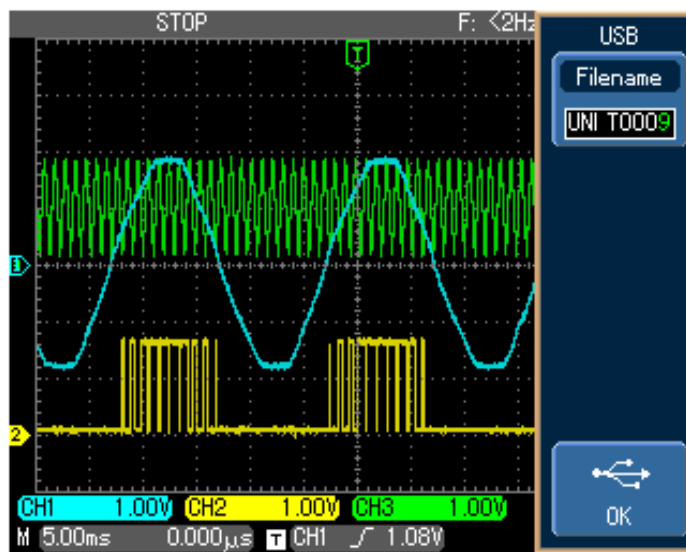 STOP F: <2Hz
USB
T
Filename
UNI T0009
2
CH1 1.00V CH2 1.00V CH3 1.00V
M 5.00ms 0.000µs T CH1 1.08V
OK